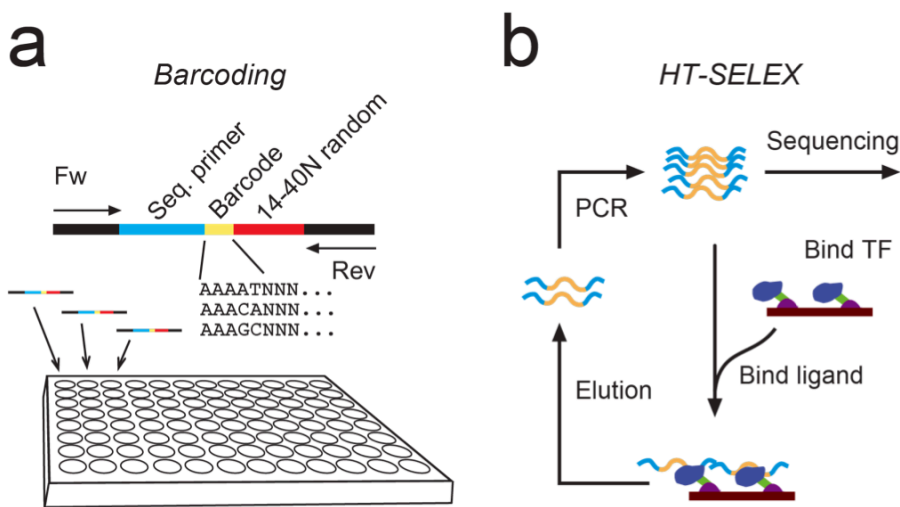 a
Barcoding
Fw
Seq. primer
Barcode
14-40N random
Rev
AAAATNNN...
AAACANNN...
AAAGCNNN...
b
HT-SELEX
Sequencing
PCR
Bind TF
Bind ligand
Elution